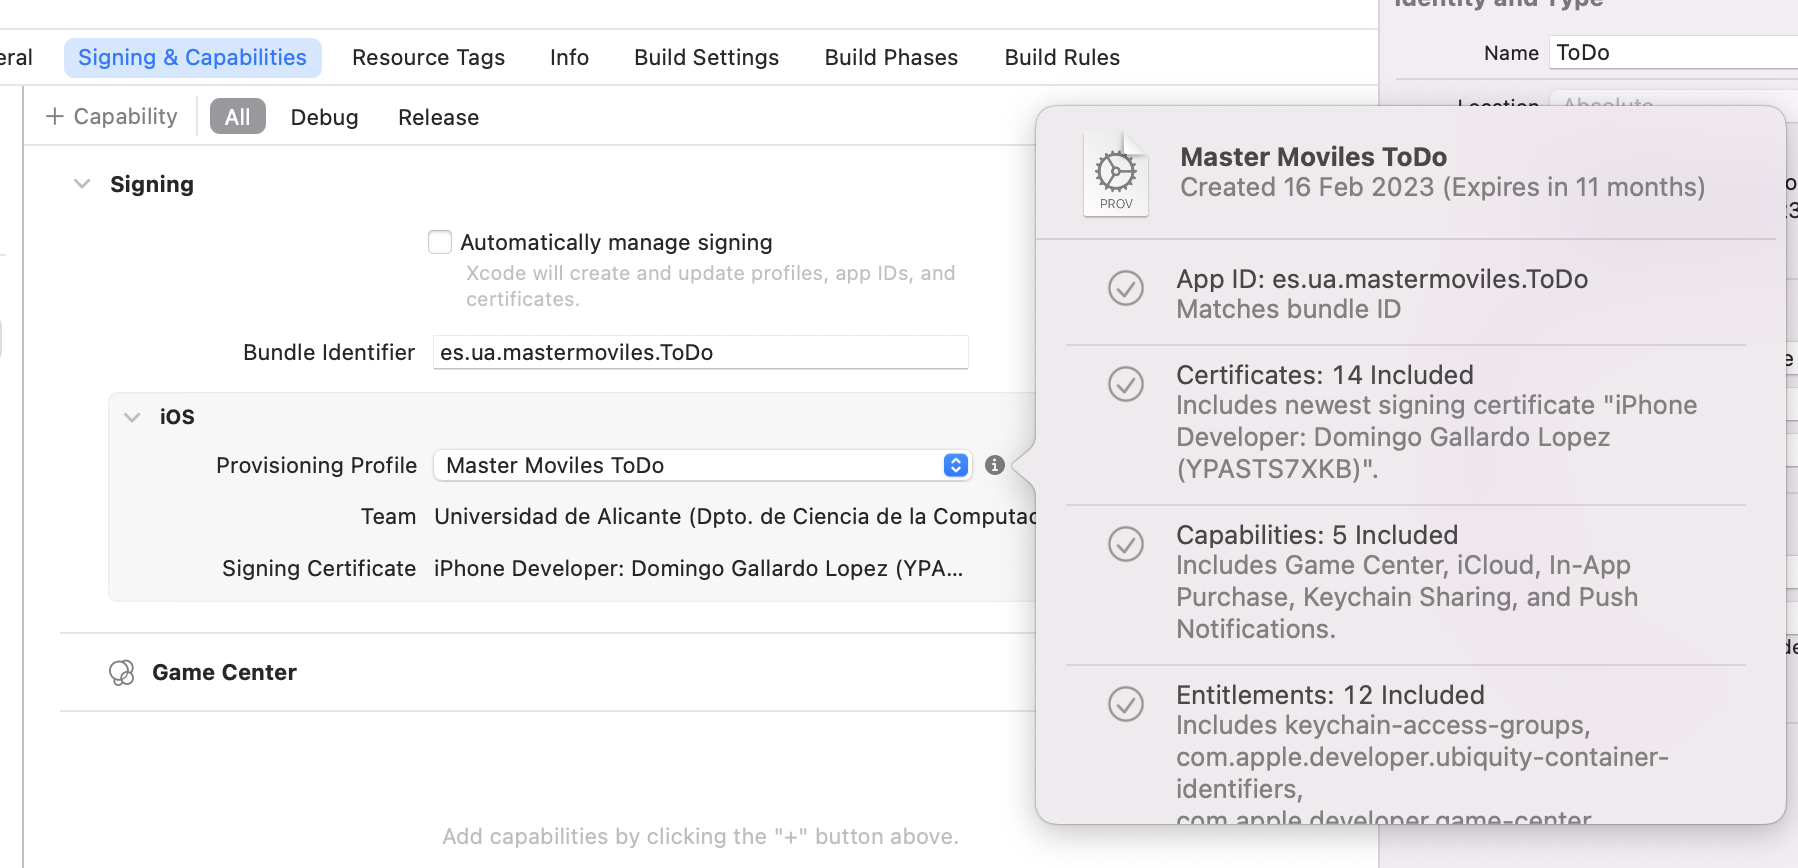 Identity and Type
eral
Signing & Capabilities
Resource Tags
Info
Build Settings
Build Phases
Build Rules
Name
ToDo
+ Capability
All
Debug
Release
Location
Absolute
Signing
Automatically manage signing
Xcode will create and update profiles, app IDs, and
certificates.
Bundle Identifier
es.ua.mastermoviles.ToDo
iOS
Provisioning Profile
Master Moviles ToDo
Team
Universidad de Alicante (Dpto. de Ciencia de la Computac
Signing Certificate
iPhone Developer: Domingo Gallardo Lopez (YPA...
Game Center
Add capabilities by clicking the "+" button above.
PROV
Master Moviles ToDo
Created 16 Feb 2023 (Expires in 11 months)
App ID: es.ua.mastermoviles.ToDo
Matches bundle ID
Certificates: 14 Included
Includes newest signing certificate "iPhone
Developer: Domingo Gallardo Lopez
(YPASTS7XKB)".
Capabilities: 5 Included
Includes Game Center, iCloud, In-App
Purchase, Keychain Sharing, and Push
Notifications.
Entitlements: 12 Included
Includes keychain-access-groups,
com.apple.developer.ubiquity-container-
identifiers,
com.apple.developer.game-center